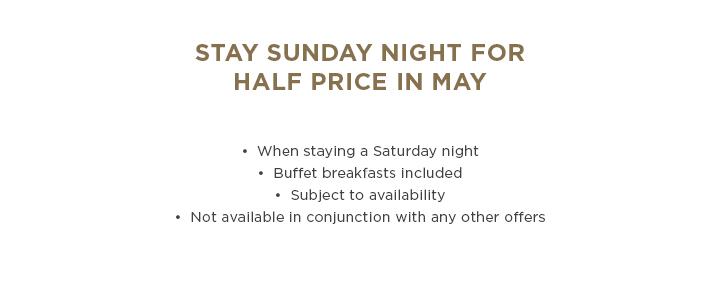 STAY SUNDAY NIGHT FOR
HALF PRICE IN MAY
• When staying a Saturday night
• Buffet breakfasts included
• Subject to availability
• Not available in conjunction with any other offers